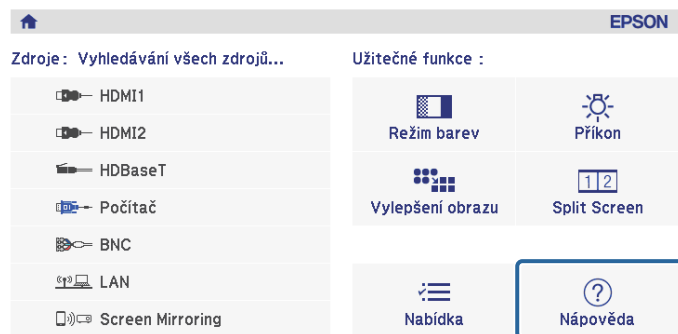 EPSON
Zdroje: Vyhledávání všech zdrojů...
HDMI1
HDMI2
HDBaseT
Počítač
BNC
LAN
Screen Mirroring
Užitečné funkce :
Režim barev
Příkon
Vylepšení obrazu
1 2
Split Screen
Nabídka
?
Nápověda